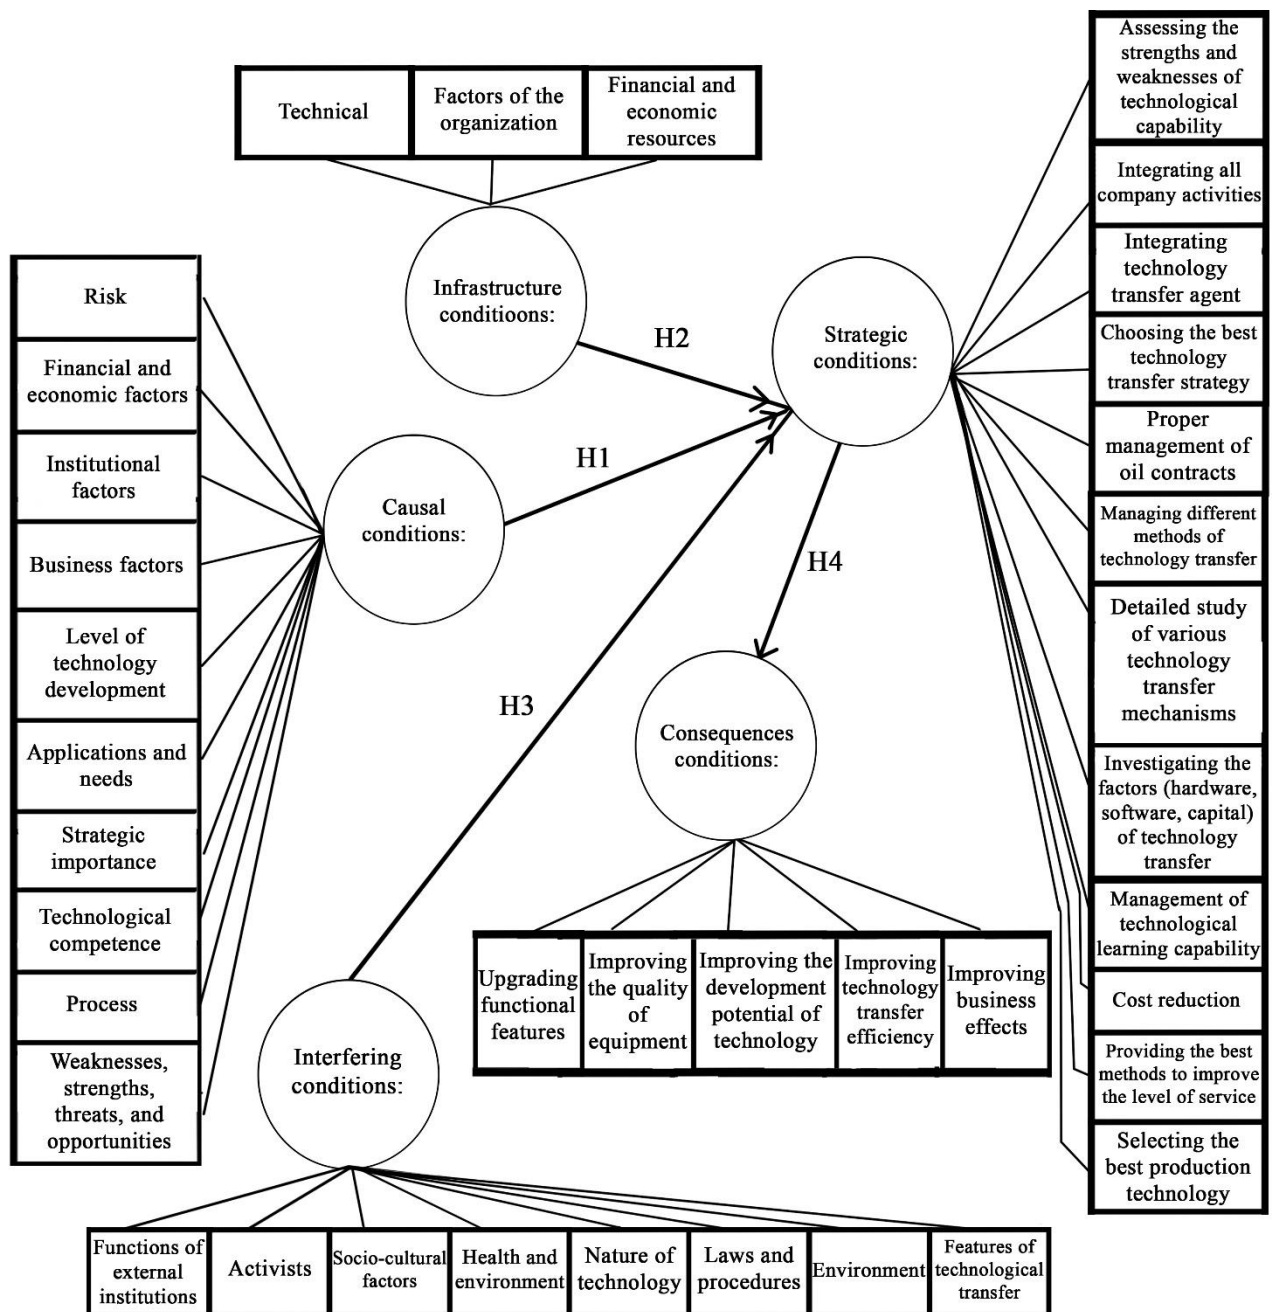 Technical
Factors of the
organization
Financial and
economic
resources
Infrastructure
conditioons:
Strategic
conditions:
Causal
conditions:
Consequences
conditions:
Interfering
conditions:
H2
H1
H4
H3
Risk
Financial and
economic factors
Institutional
factors
Business factors
Level of
technology
development
Applications and
needs
Strategic
importance
Technological
competence
Process
Weaknesses,
strengths,
threats, and
opportunities
Assessing the
strengths and
weaknesses of
technological
capability
Integrating all
company activities
Integrating
technology
transfer agent
Choosing the best
technology
transfer strategy
Proper
management of
oil contracts
Managing different
methods of
technology transfer
Detailed study
of various
technology
transfer
mechanisms
Investigating the
factors (hardware,
software, capital)
of technology
transfer
Management of
technological
learning capability
Cost reduction
Providing the best
methods to improve
the level of service
Selecting the
best production
technology
Upgrading
functional
features
Improving
the quality
of
equipment
Improving the
development
potential of
technology
Improving
technology
transfer
efficiency
Improving
business
effects
Functions of
external
institutions
Activists
Socio-cultural
factors
Health and
environment
Nature of
technology
Laws and
procedures
Environment
Features of
technological
transfer